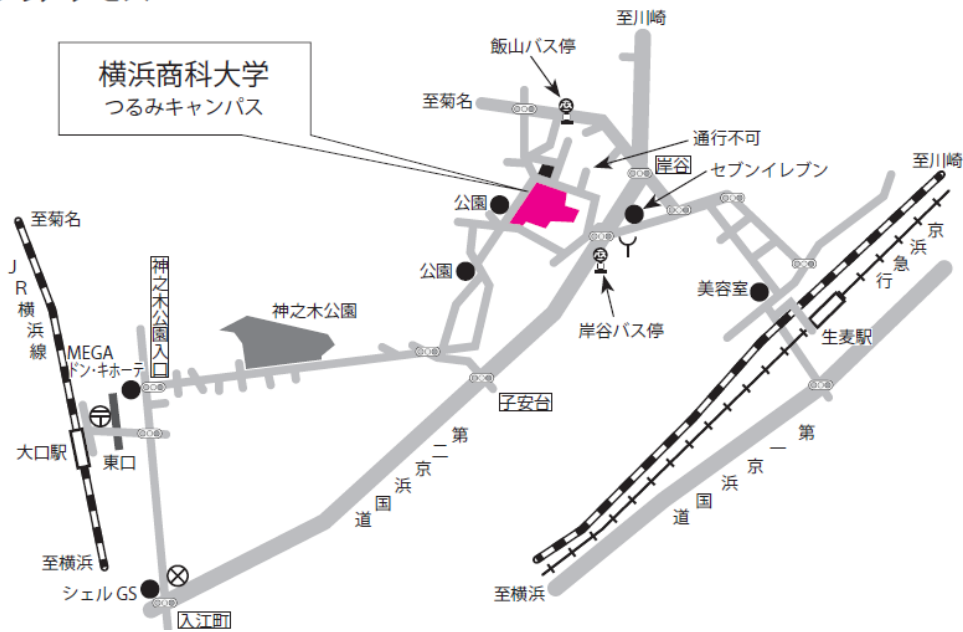 横浜商科大学
つるみキャンパス
飯山バス停
至川崎
至菊名
通行不可
岸谷
セブンイレブン
至川崎
公園
京浜急行
至菊名
JR横浜線
神之木公園入口
公園
美容室
岸谷バス停
神之木公園
生麦駅
MEGA
ドン・キホーテ
子安台
大口駅
東口
第二京浜国道
第一京浜国道
至横浜
シェル GS
至横浜
入江町